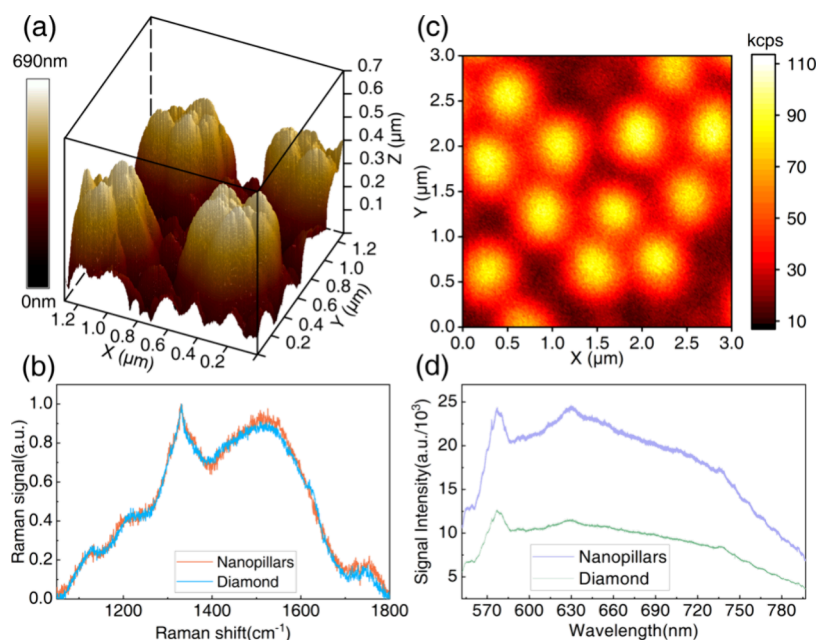 (a)
690nm
0nm
0.7
0.6
0.5
0.4
0.3
0.2
0.1
Z (μm)
1.2
1.0
0.8
0.6
0.4
0.2
Y (μm)
1.2
1.0
0.8
0.6
0.4
0.2
X (μm)
(c)
kcps
3.0
2.5
2.0
1.5
1.0
0.5
0.0
Y (μm)
0.0 0.5 1.0 1.5 2.0 2.5 3.0
X (μm)
110
90
70
50
30
10
(b)
1.0
0.8
0.6
0.4
0.2
0.0
Raman signal(a.u.)
Nanopillars
Diamond
1200 1400 1600 1800
Raman shift(cm⁻¹)
(d)
25
20
15
10
5
Signal Intensity(a.u./10³)
Nanopillars
Diamond
570 600 630 660 690 720 750 780
Wavelength(nm)